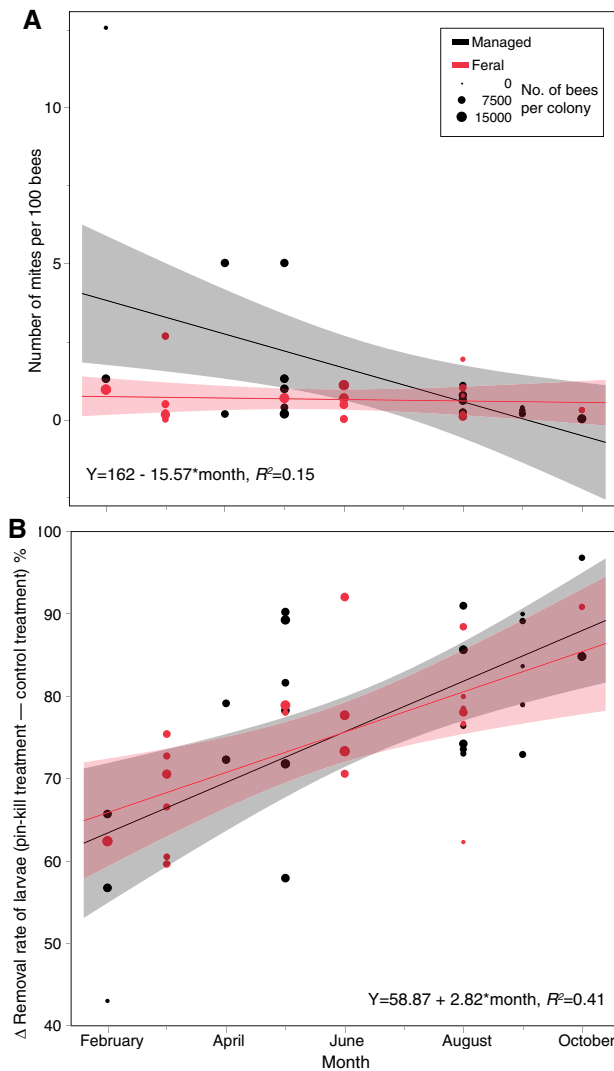 A
Managed
Feral
0
7500
15000
No. of bees
per colony
10
5
0
Number of mites per 100 bees
Y=162 - 15.57*month, R²=0.15
B
100
90
80
70
60
50
40
Δ Removal rate of larvae (pin-kill treatment — control treatment) %
Y=58.87 + 2.82*month, R²=0.41
February
April
June
August
October
Month